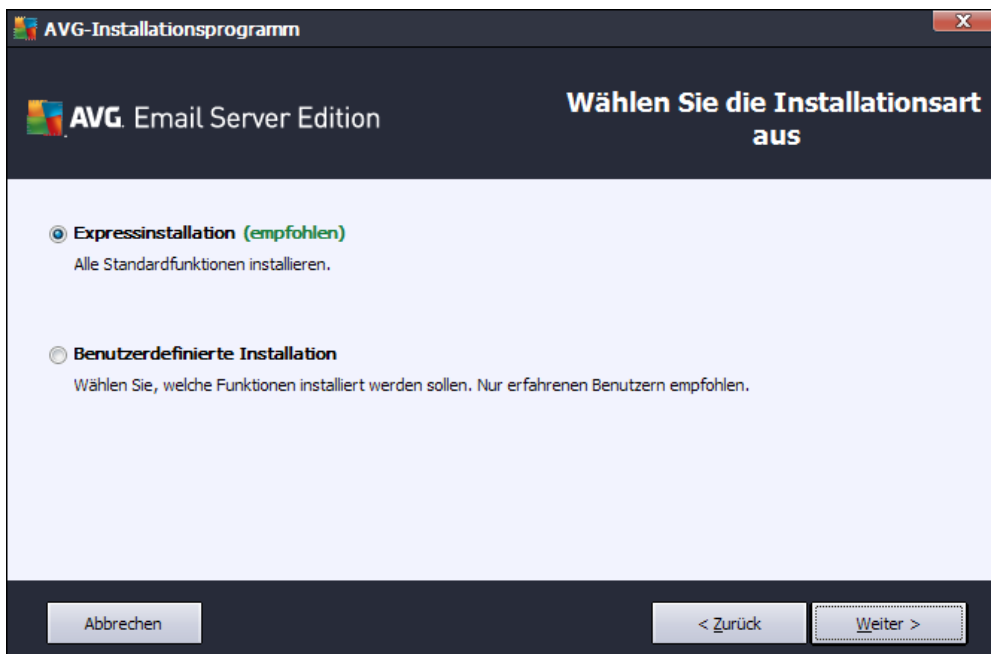 AVG-Installationsprogramm
AVG. Email Server Edition
Wählen Sie die Installationsart
aus
Expressinstallation (empfohlen)
Alle Standardfunktionen installieren.
Benutzerdefinierte Installation
Wählen Sie, welche Funktionen installiert werden sollen. Nur erfahrenen Benutzern empfohlen.
Abbrechen
< Zurück
Weiter >